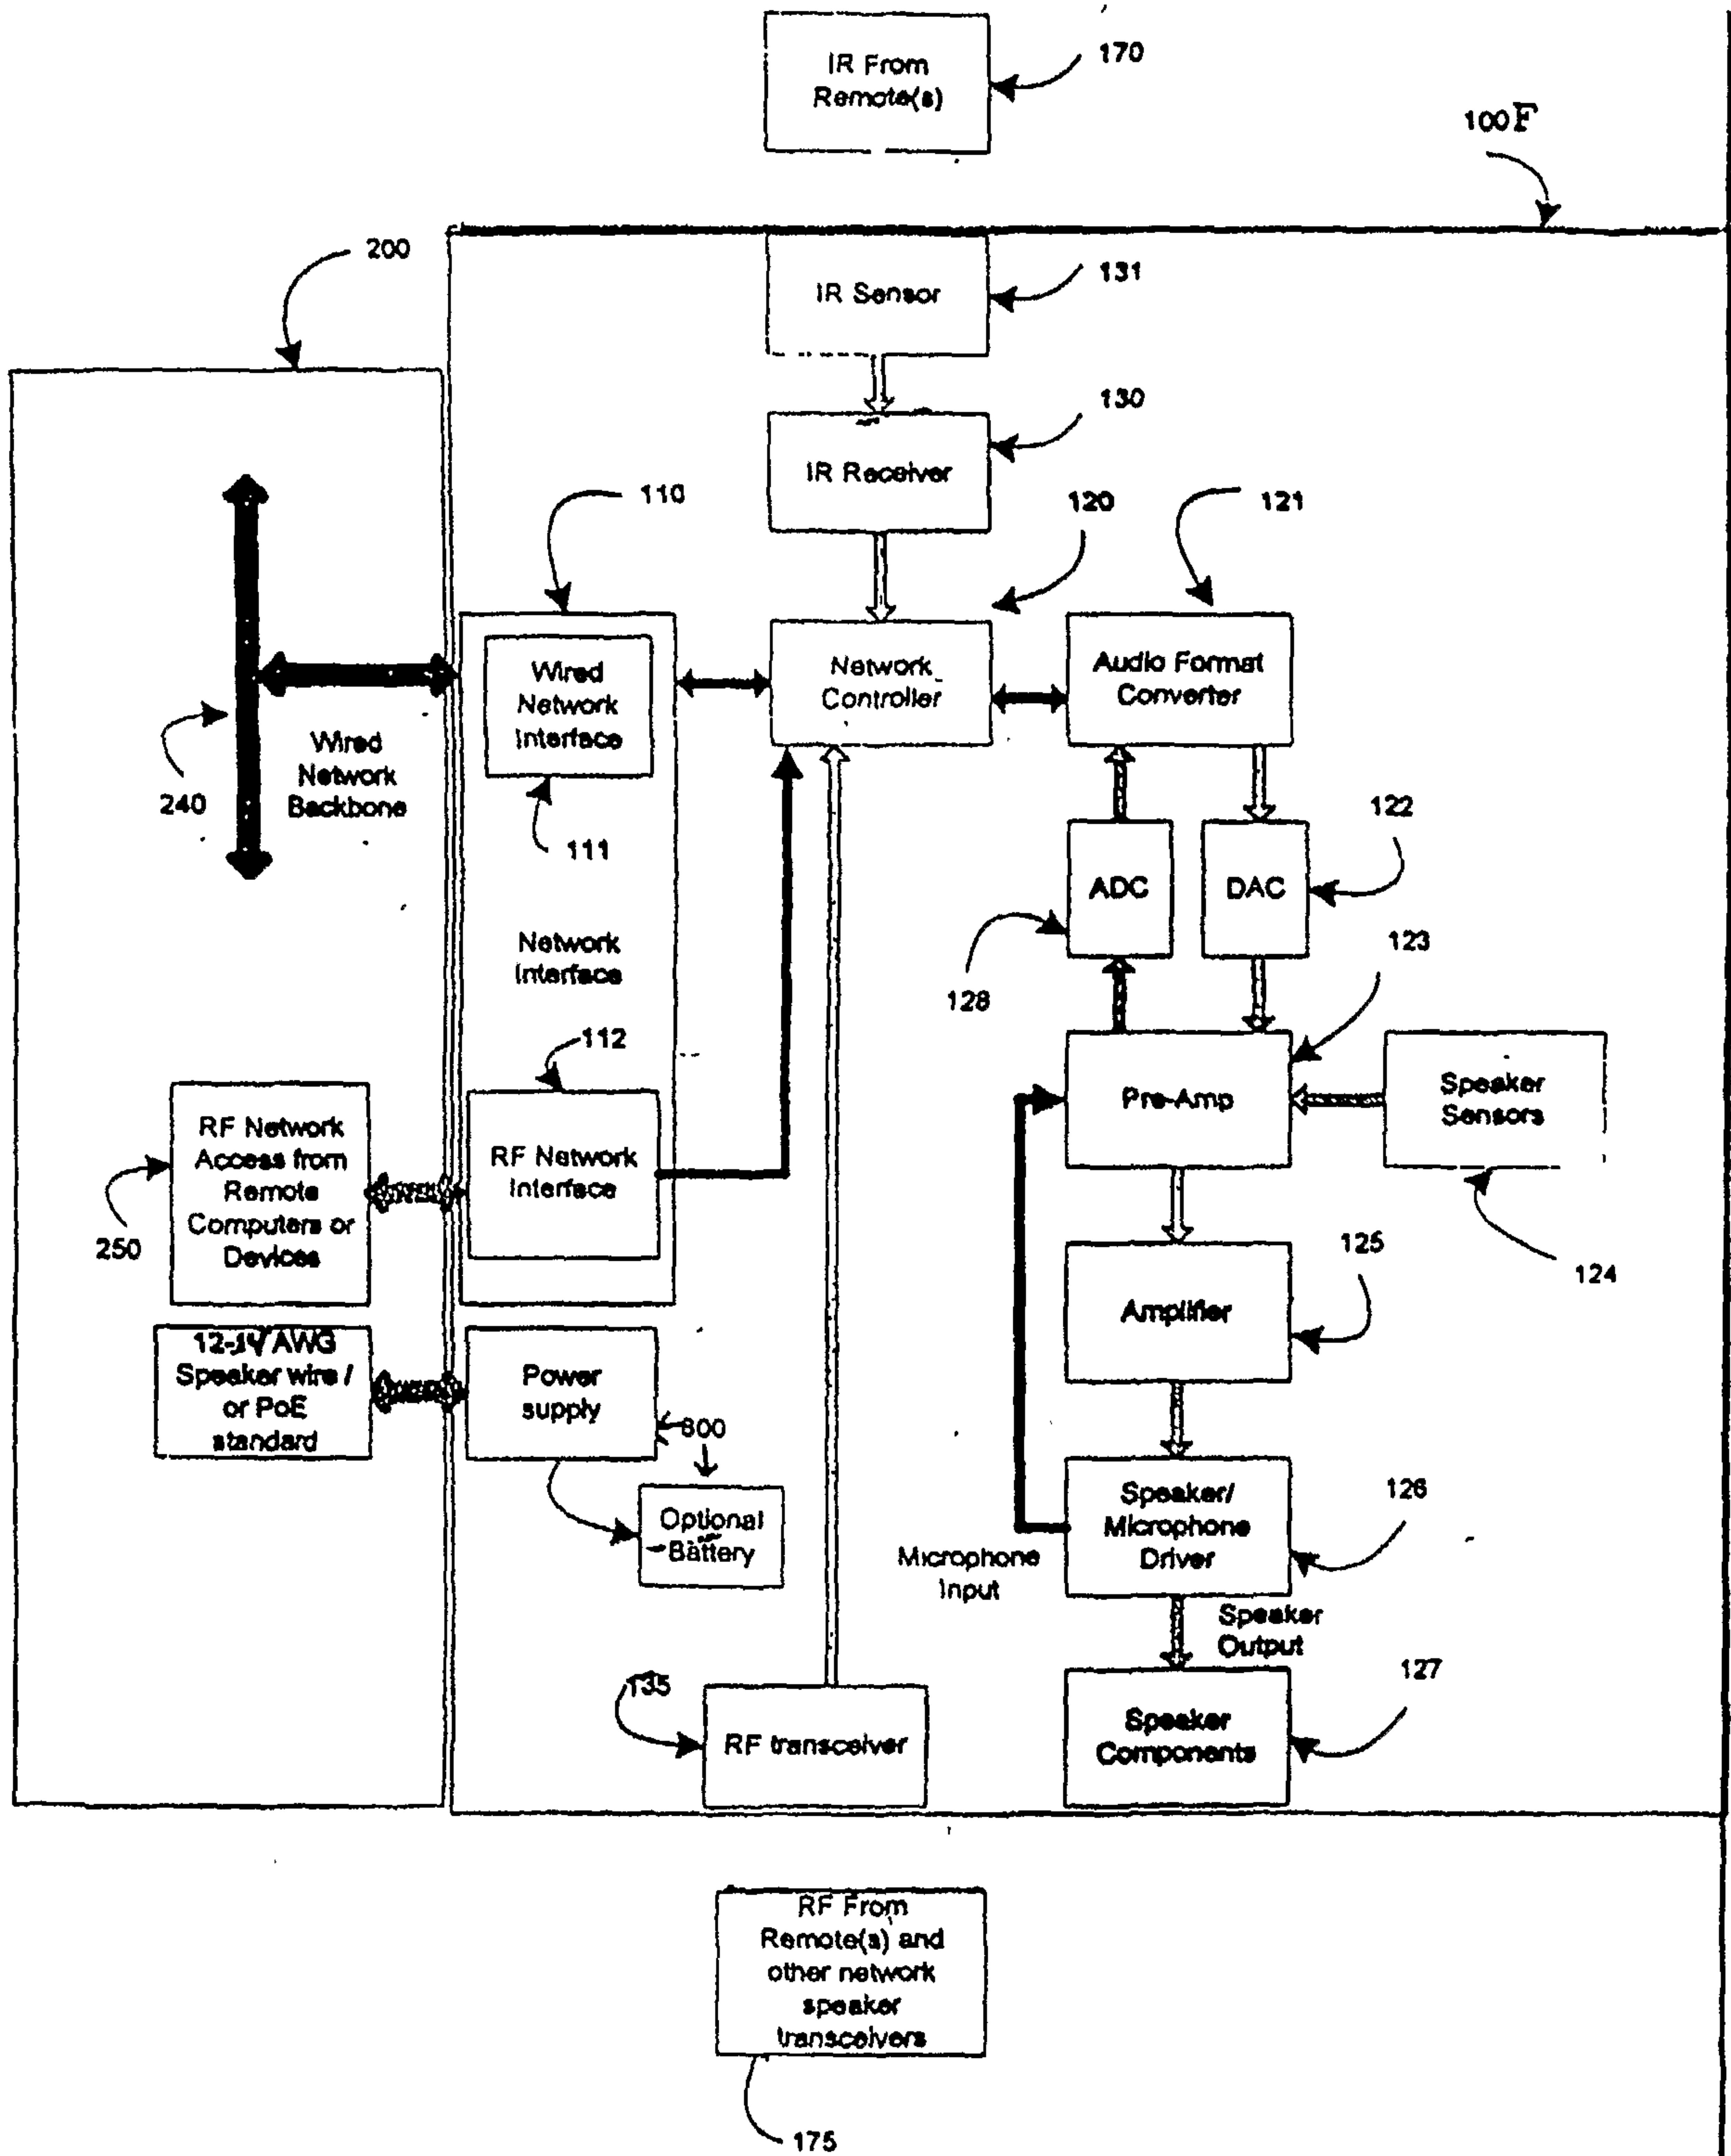 IR From
Remote(s)
170
100F
200
IR Sensor
131
IR Receiver
130
110
120
121
Wired
Network
Interface
Network
Controller
Audio Format
Converter
240
Wired
Network
Backbone
111
ADC
DAC
122
128
123
Network
Interface
112
Pre-Amp
Speaker
Sensors
124
RF Network
Access from
Remote
Computers or
Devices
250
RF Network
Interface
Amplifier
125
AWG
Speaker wire /
or PoE
standard
Power
supply
Optional
Battery
Speaker/
Microphone
Driver
126
Microphone
Input
Speaker
Output
135
RF transceiver
Speaker
Components
127
RF From
Remote(s) and
other network
speaker
transceivers
175